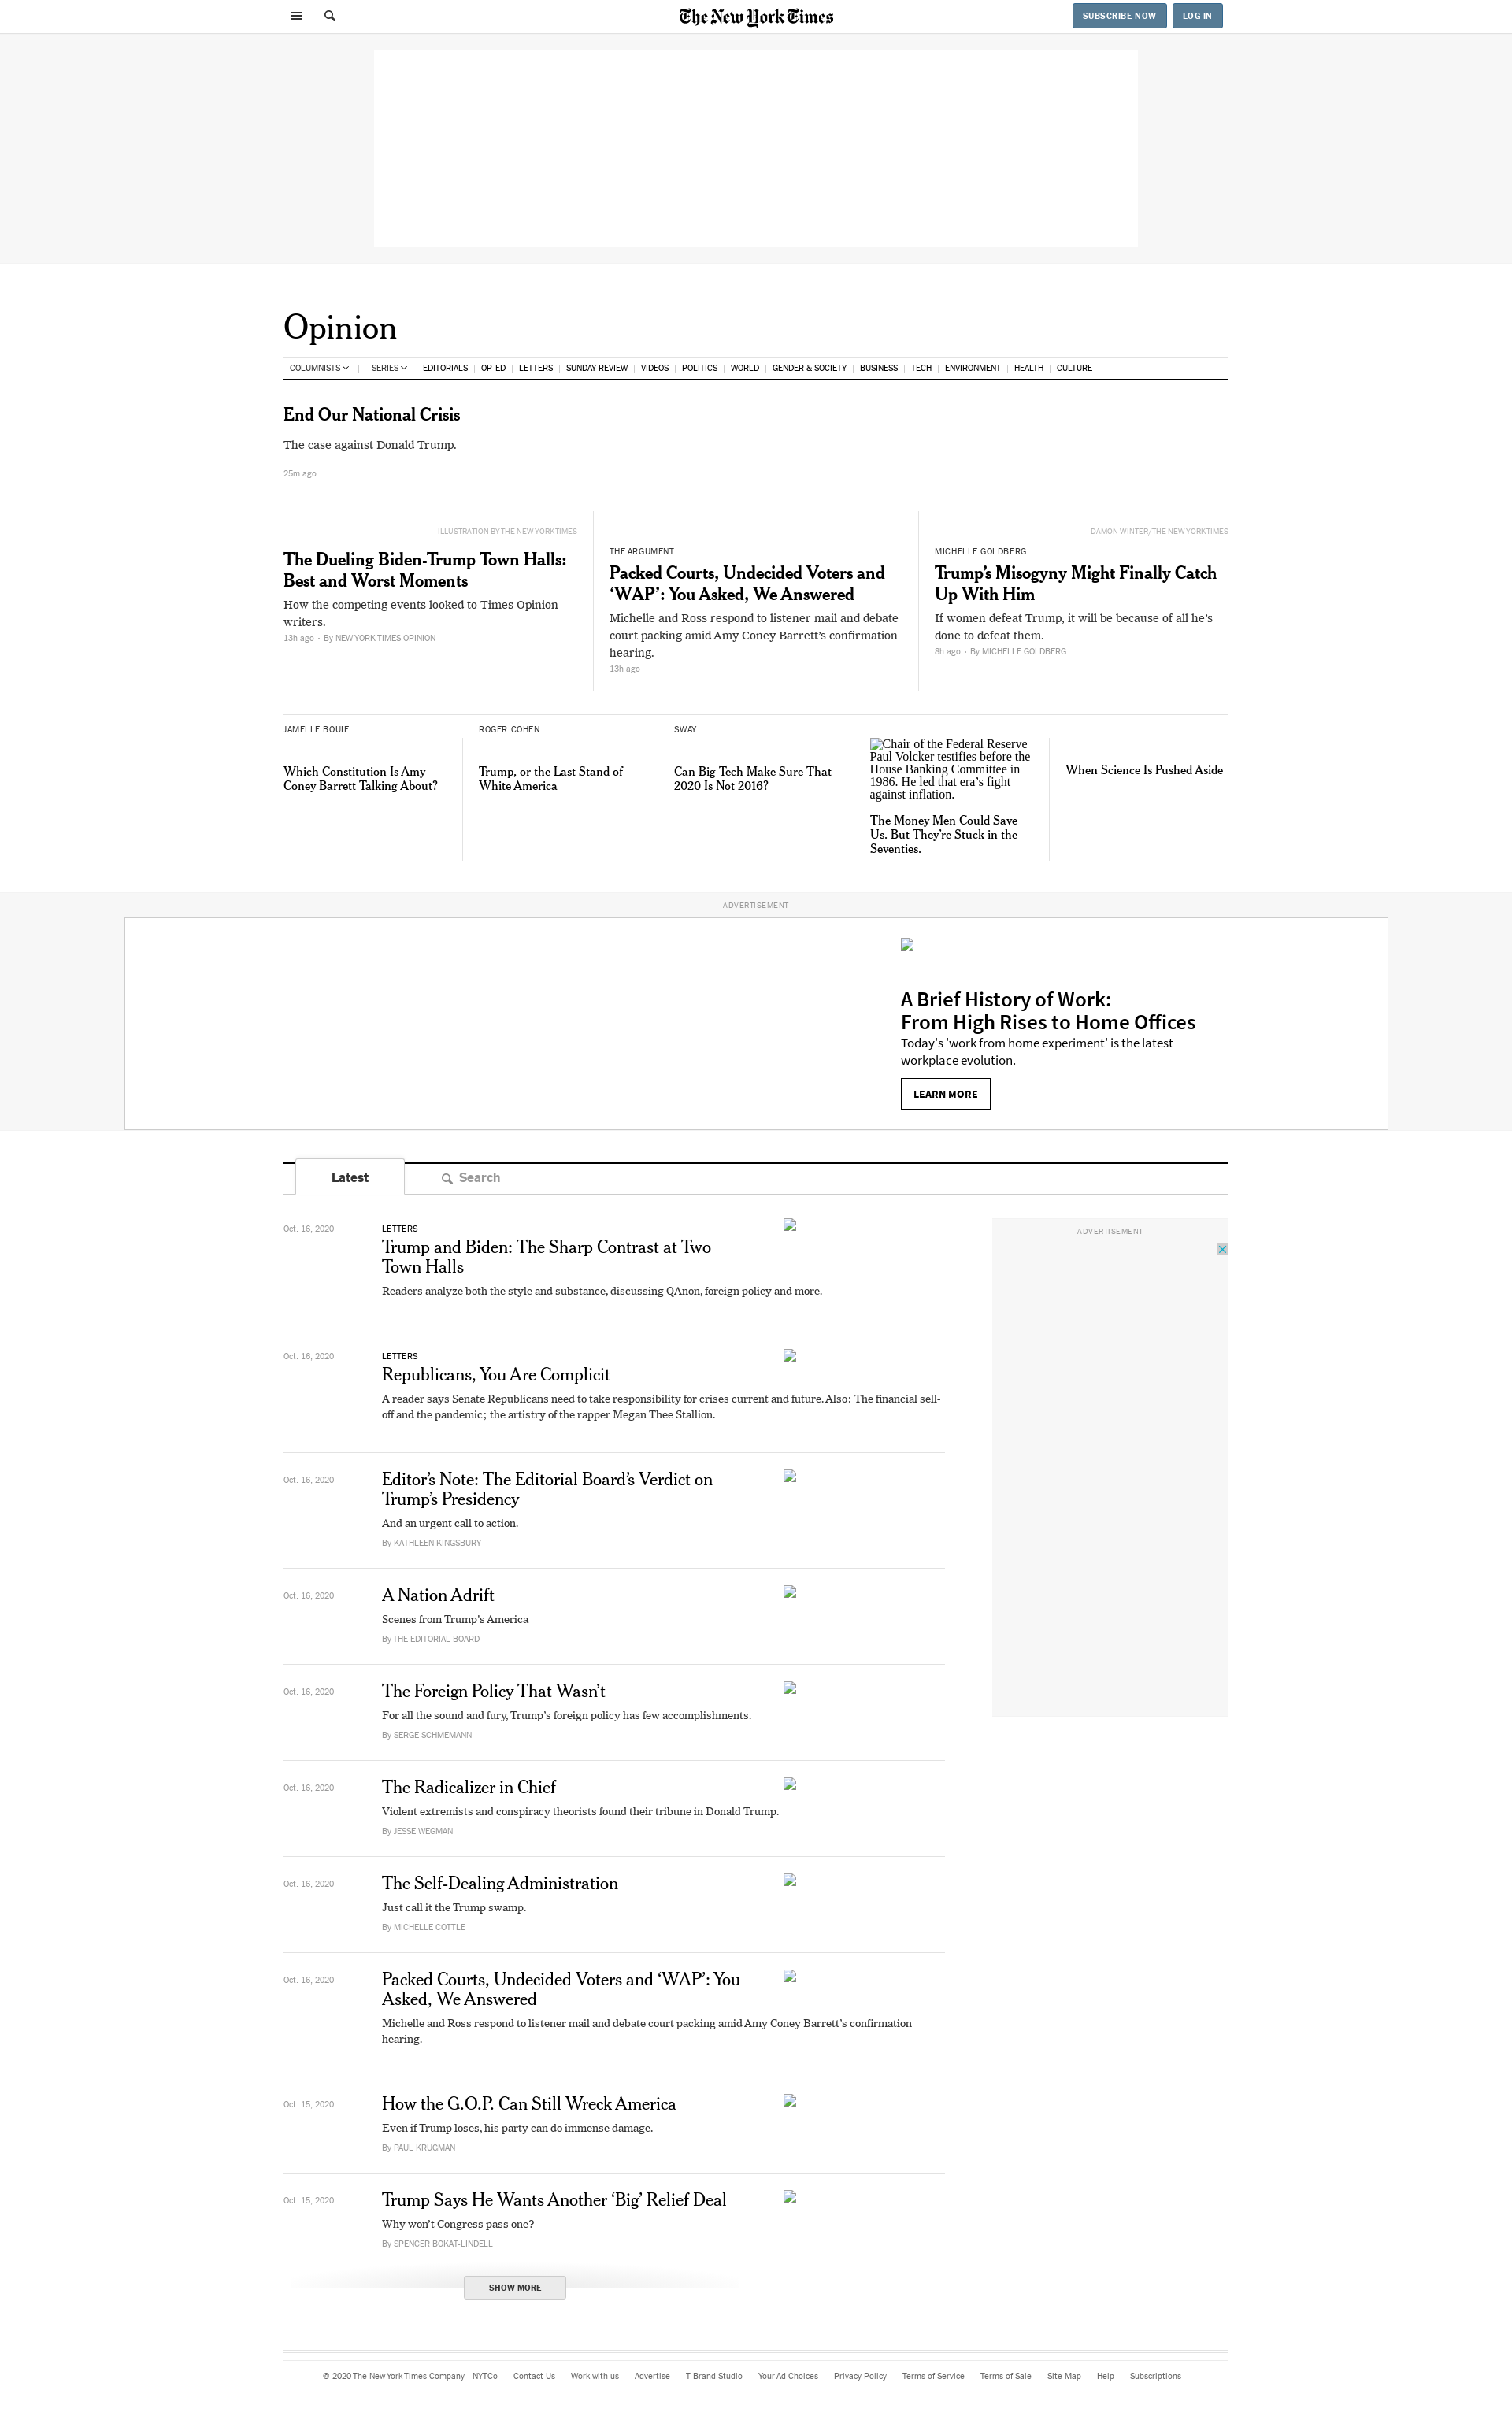 The New York Times
SUBSCRIBE NOW
LOG IN
Opinion
COLUMNISTS
SERIES
EDITORIALS
OP-ED
LETTERS
SUNDAY REVIEW
VIDEOS
POLITICS
WORLD
GENDER & SOCIETY
BUSINESS
TECH
ENVIRONMENT
HEALTH
CULTURE
End Our National Crisis
The case against Donald Trump.
25m ago
ILLUSTRATION BY THE NEW YORK TIMES
The Dueling Biden-Trump Town Halls:
Best and Worst Moments
How the competing events looked to Times Opinion
writers.
13h ago • By NEW YORK TIMES OPINION
THE ARGUMENT
Packed Courts, Undecided Voters and
‘WAP’: You Asked, We Answered
Michelle and Ross respond to listener mail and debate
court packing amid Amy Coney Barrett’s confirmation
hearing.
13h ago
DAMON WINTER/THE NEW YORK TIMES
MICHELLE GOLDBERG
Trump’s Misogyny Might Finally Catch
Up With Him
If women defeat Trump, it will be because of all he’s
done to defeat them.
8h ago • By MICHELLE GOLDBERG
JAMELLE BOUIE
Which Constitution Is Amy
Coney Barrett Talking About?
ROGER COHEN
Trump, or the Last Stand of
White America
SWAY
Can Big Tech Make Sure That
2020 Is Not 2016?
Chair of the Federal Reserve
Paul Volcker testifies before the
House Banking Committee in
1986. He led that era’s fight
against inflation.
The Money Men Could Save
Us. But They’re Stuck in the
Seventies.
When Science Is Pushed Aside
ADVERTISEMENT
A Brief History of Work:
From High Rises to Home Offices
Today's 'work from home experiment' is the latest
workplace evolution.
LEARN MORE
Latest
Search
ADVERTISEMENT
Oct. 16, 2020
LETTERS
Trump and Biden: The Sharp Contrast at Two
Town Halls
Readers analyze both the style and substance, discussing QAnon, foreign policy and more.
Oct. 16, 2020
LETTERS
Republicans, You Are Complicit
A reader says Senate Republicans need to take responsibility for crises current and future. Also: The financial sell-
off and the pandemic; the artistry of the rapper Megan Thee Stallion.
Oct. 16, 2020
Editor’s Note: The Editorial Board’s Verdict on
Trump’s Presidency
And an urgent call to action.
By KATHLEEN KINGSBURY
Oct. 16, 2020
A Nation Adrift
Scenes from Trump’s America
By THE EDITORIAL BOARD
Oct. 16, 2020
The Foreign Policy That Wasn’t
For all the sound and fury, Trump’s foreign policy has few accomplishments.
By SERGE SCHMEMANN
Oct. 16, 2020
The Radicalizer in Chief
Violent extremists and conspiracy theorists found their tribune in Donald Trump.
By JESSE WEGMAN
Oct. 16, 2020
The Self-Dealing Administration
Just call it the Trump swamp.
By MICHELLE COTTLE
Oct. 16, 2020
Packed Courts, Undecided Voters and ‘WAP’: You
Asked, We Answered
Michelle and Ross respond to listener mail and debate court packing amid Amy Coney Barrett’s confirmation
hearing.
Oct. 15, 2020
How the G.O.P. Can Still Wreck America
Even if Trump loses, his party can do immense damage.
By PAUL KRUGMAN
Oct. 15, 2020
Trump Says He Wants Another ‘Big’ Relief Deal
Why won’t Congress pass one?
By SPENCER BOKAT-LINDELL
SHOW MORE
© 2020 The New York Times Company
NYTCo
Contact Us
Work with us
Advertise
T Brand Studio
Your Ad Choices
Privacy Policy
Terms of Service
Terms of Sale
Site Map
Help
Subscriptions